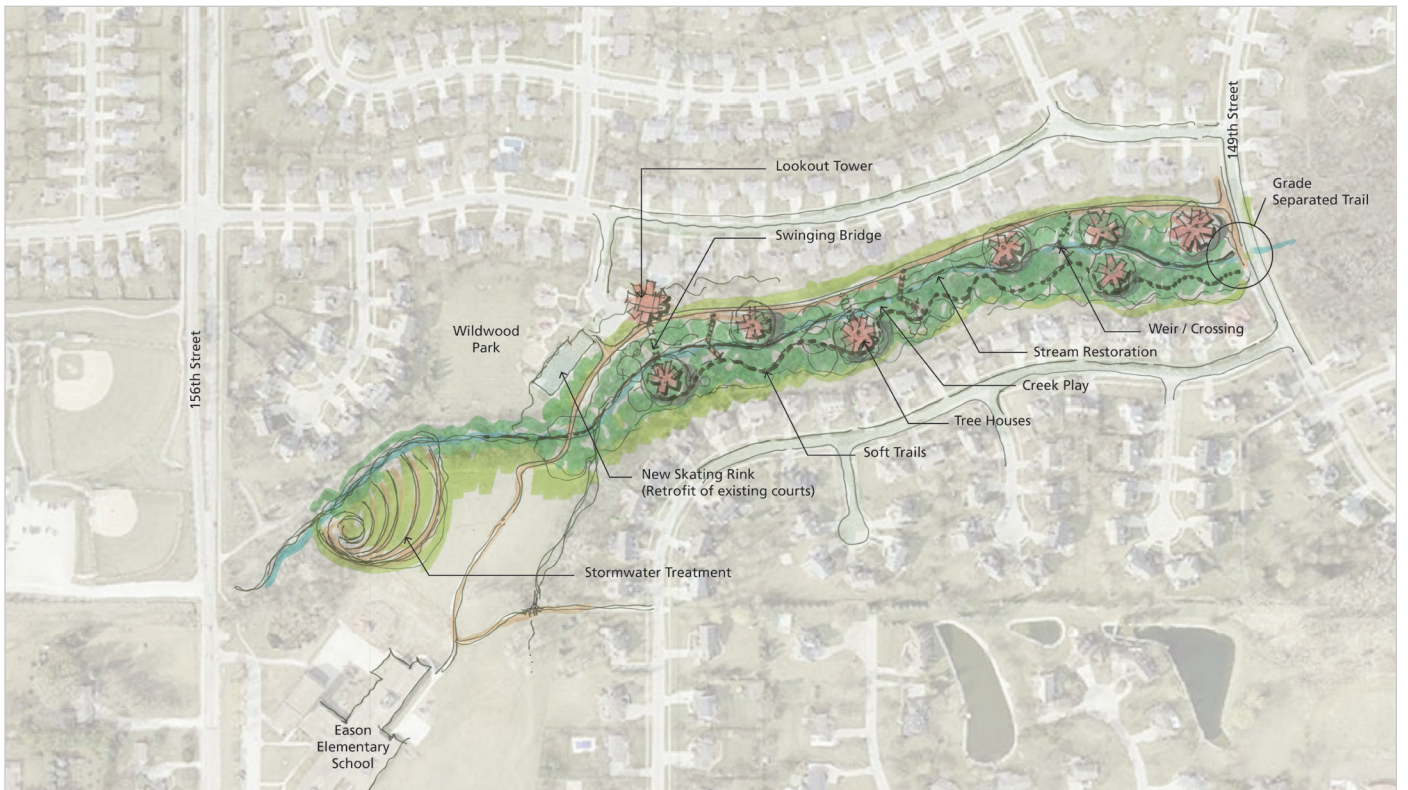 149th Street
Lookout Tower
Grade
Separated Trail
Swinging Bridge
Wildwood
Park
156th Street
Weir / Crossing
Stream Restoration
Creek Play
Tree Houses
Soft Trails
New Skating Rink
(Retrofit of existing courts)
Stormwater Treatment
Eason
Elementary
School